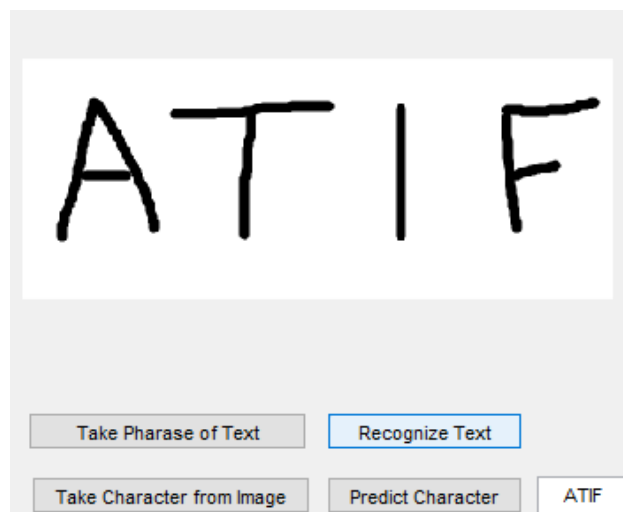 ATIF
Take Pharase of Text Recognize Text
Take Character from Image Predict Character ATIF